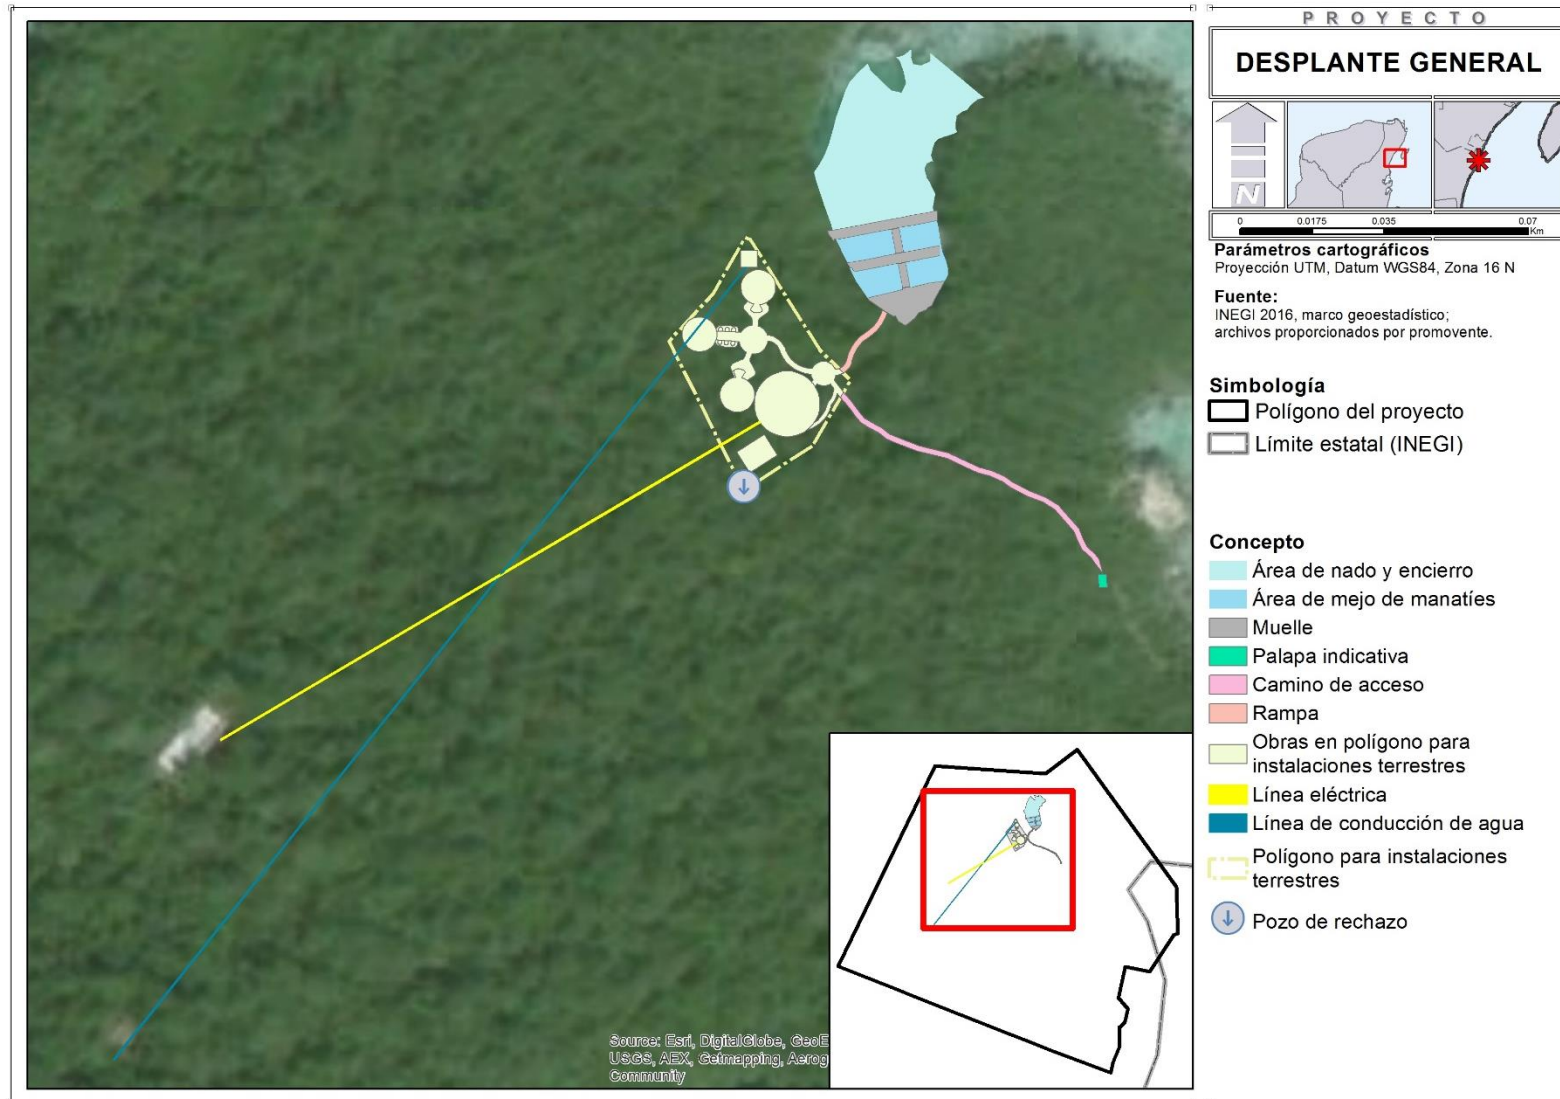 PROYECTO
DESPLANTE GENERAL
N
0 0.0175 0.035 0.07
Km
Parámetros cartográficos
Proyección UTM, Datum WGS84, Zona 16 N
Fuente:
INEGI 2016, marco geoestadístico;
archivos proporcionados por promovente.
Simbología
Polígono del proyecto
Límite estatal (INEGI)
Concepto
Área de nado y encierro
Área de mejo de manatíes
Muelle
Palapa indicativa
Camino de acceso
Rampa
Obras en polígono para
instalaciones terrestres
Línea eléctrica
Línea de conducción de agua
Polígono para instalaciones
terrestres
Pozo de rechazo
Source: Esri, DigitalGlobe, GeoE
USGS, AEX, Getmapping, Aerog
Community